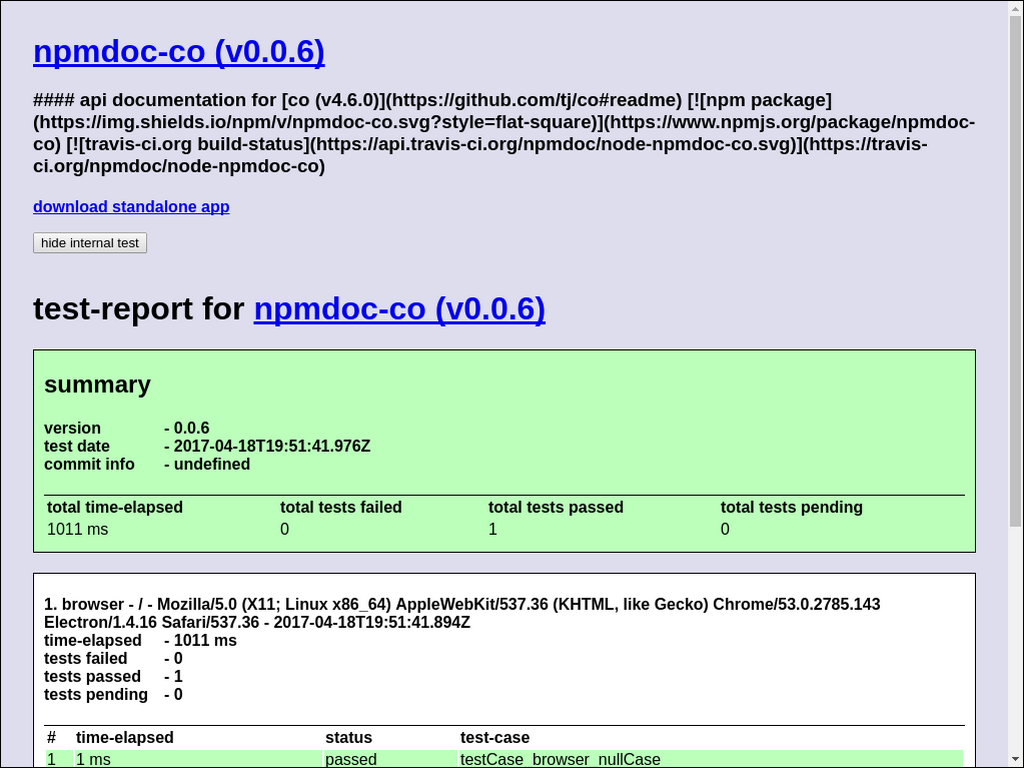 npmdoc-co (v0.0.6)
#### api documentation for [co (v4.6.0)](https://github.com/tj/co#readme) [![npm package]
(https://img.shields.io/npm/v/npmdoc-co.svg?style=flat-square)](https://www.npmjs.org/package/npmdoc-
co) [![travis-ci.org build-status](https://api.travis-ci.org/npmdoc/node-npmdoc-co.svg)](https://travis-
ci.org/npmdoc/node-npmdoc-co)
download standalone app
hide internal test
test-report for npmdoc-co (v0.0.6)
summary
version - 0.0.6
test date - 2017-04-18T19:51:41.976Z
commit info - undefined
total time-elapsed total tests failed total tests passed total tests pending
1011 ms 0 1 0
1. browser - / - Mozilla/5.0 (X11; Linux x86_64) AppleWebKit/537.36 (KHTML, like Gecko) Chrome/53.0.2785.143
Electron/1.4.16 Safari/537.36 - 2017-04-18T19:51:41.894Z
time-elapsed - 1011 ms
tests failed - 0
tests passed - 1
tests pending - 0
# time-elapsed status test-case
1 1 ms passed testCase_browser_nullCase